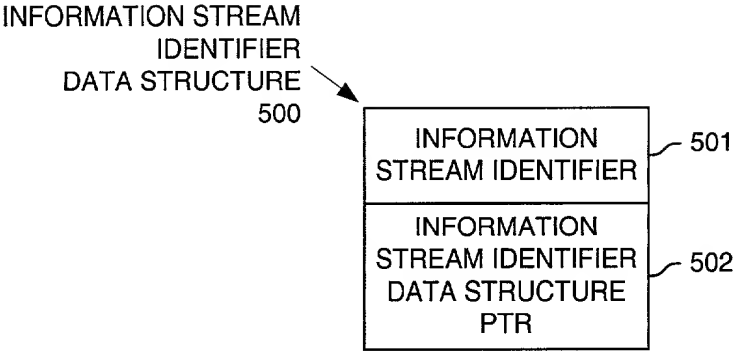 INFORMATION STREAM
IDENTIFIER
DATA STRUCTURE
500
INFORMATION
STREAM IDENTIFIER
501
INFORMATION
STREAM IDENTIFIER
DATA STRUCTURE
PTR
502